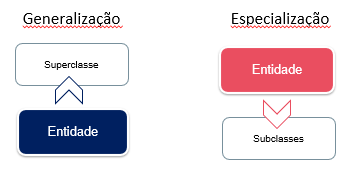 Generalização
Superclasse
Entidade
Especialização
Entidade
Subclasses